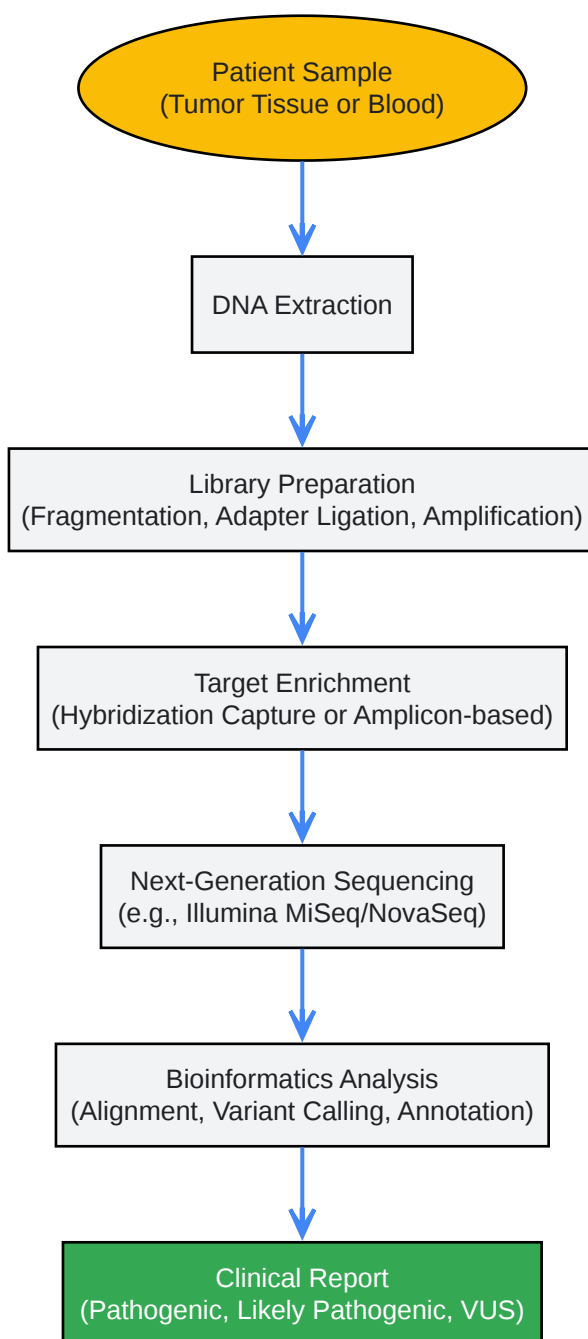 Patient Sample
(Tumor Tissue or Blood)
DNA Extraction
Library Preparation
(Fragmentation, Adapter Ligation, Amplification)
Target Enrichment
(Hybridization Capture or Amplicon-based)
Next-Generation Sequencing
(e.g., Illumina MiSeq/NovaSeq)
Bioinformatics Analysis
(Alignment, Variant Calling, Annotation)
Clinical Report
(Pathogenic, Likely Pathogenic, VUS)